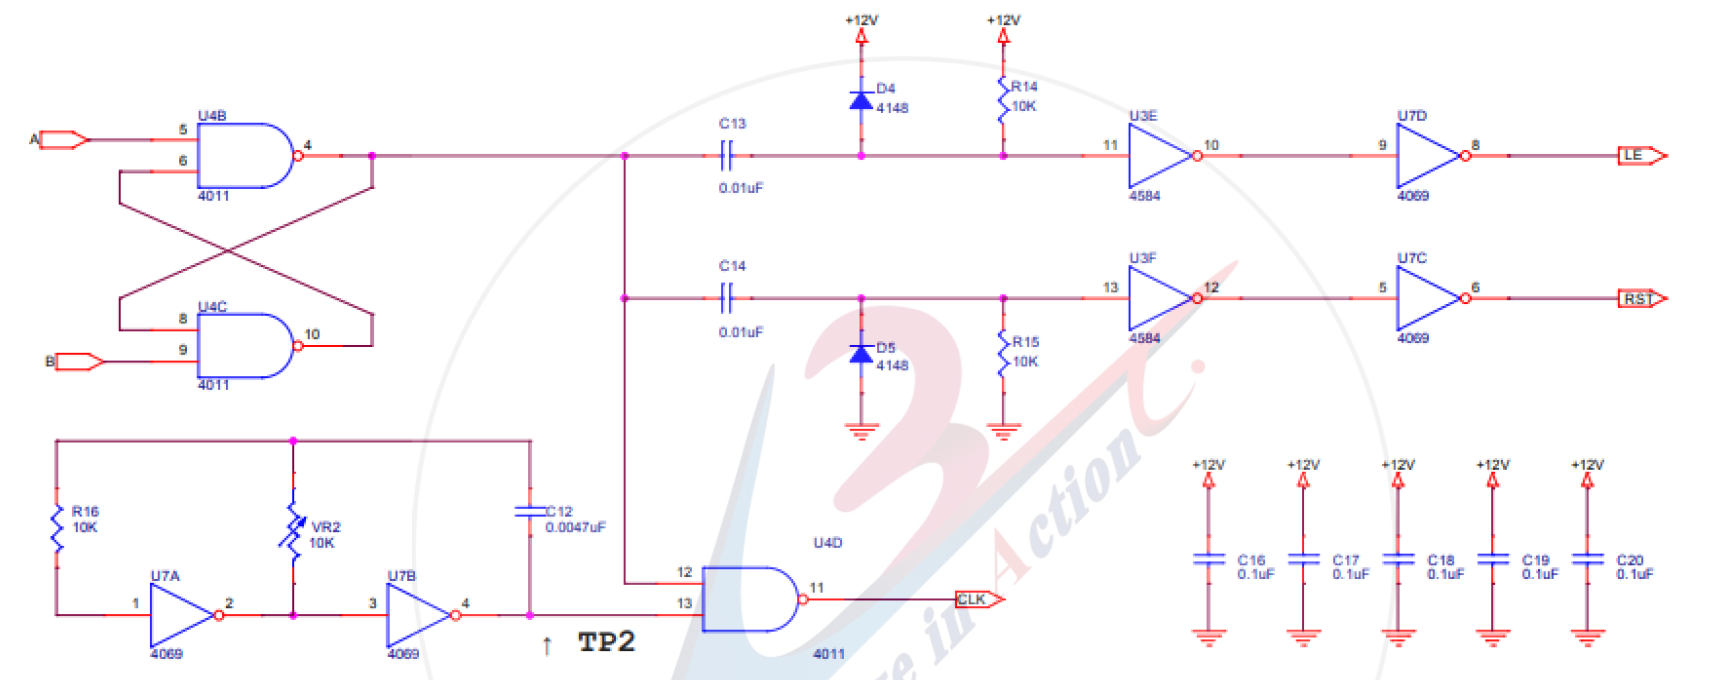 +12V
+12V
A
U4B
5
6
4
4011
C13
0.01uF
D4
4148
R14
10K
U3E
11
10
4584
U7D
9
8
4069
LE
B
U4C
8
9
10
4011
C14
0.01uF
D5
4148
R15
10K
U3F
13
12
4584
U7C
5
6
4069
RST
R16
10K
VR2
10K
C12
0.0047uF
U7A
1
2
4069
U7B
3
4
4069
↑ TP2
U4D
12
13
11
4011
CLK
+12V
+12V
+12V
+12V
+12V
C16
0.1uF
C17
0.1uF
C18
0.1uF
C19
0.1uF
C20
0.1uF
in Action